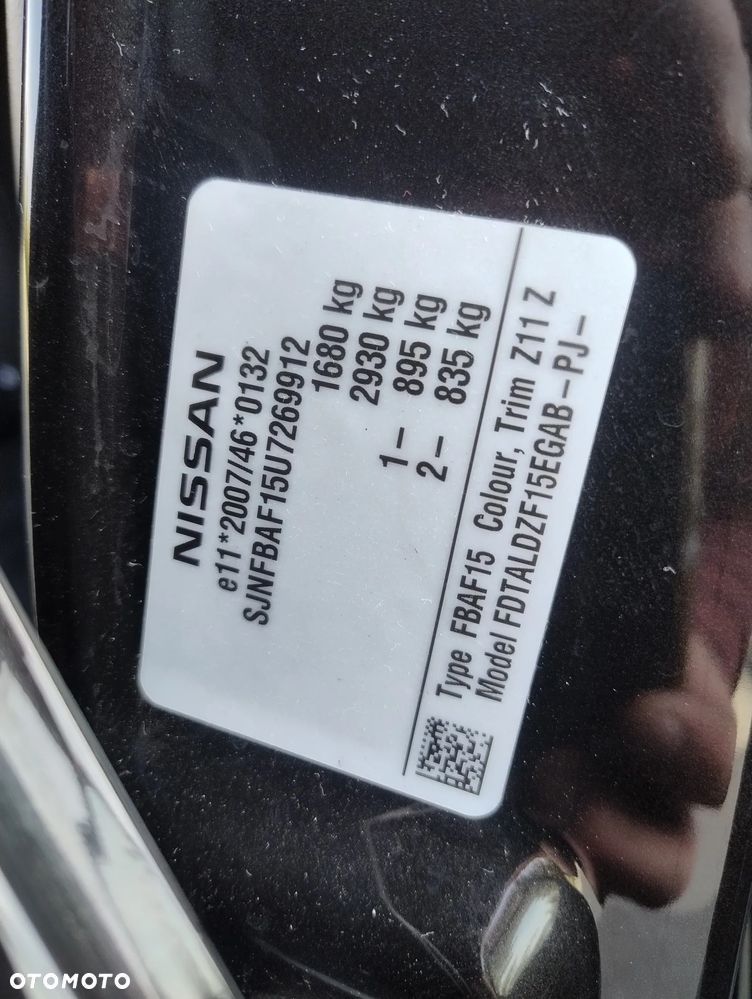 NISSAN
e11*2007/46*0132
SJNFBAF15U7269912
1680 kg
2930 kg
1– 895 kg
2– 835 kg
Type FBAF15 Colour, Trim Z11 Z
Model FDTALDZF15EGAB–PJ–
OTOMOTO